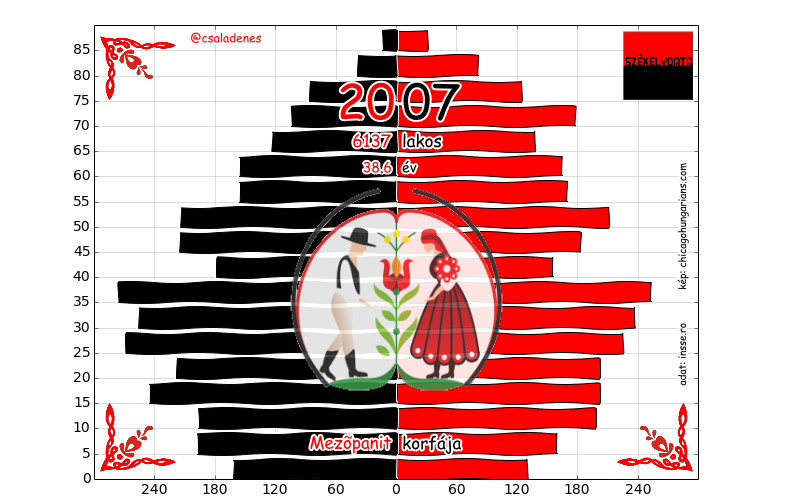 @csaladenes
SZÉKELYDATA
2007
6137 lakos
38.6 év
kép: chicagohungarians.com
adat: insse.ro
Mezõpanit korfája
85
80
75
70
65
60
55
50
45
40
35
30
25
20
15
10
5
0
240 180 120 60 0 60 120 180 240